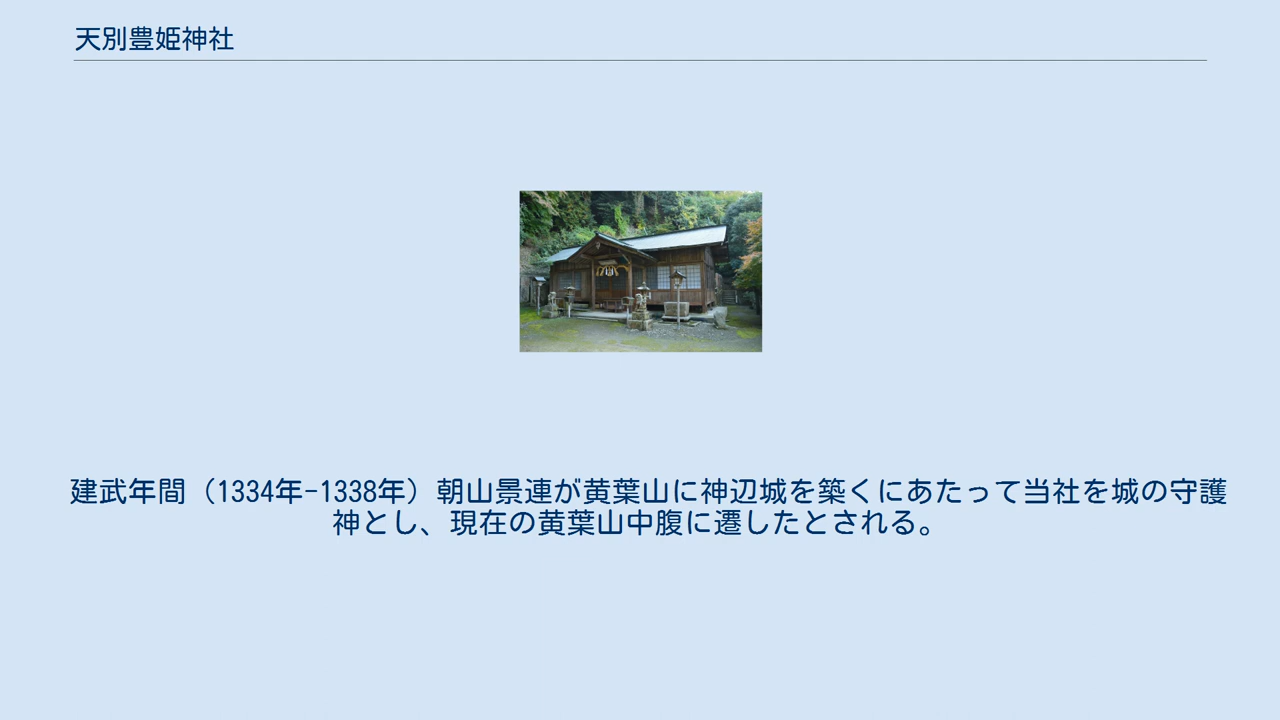 天別豊姫神社
建武年間（1334年-1338年）朝山景連が黄葉山に神辺城を築くにあたって当社を城の守護
神とし、現在の黄葉山中腹に遷したとされる。